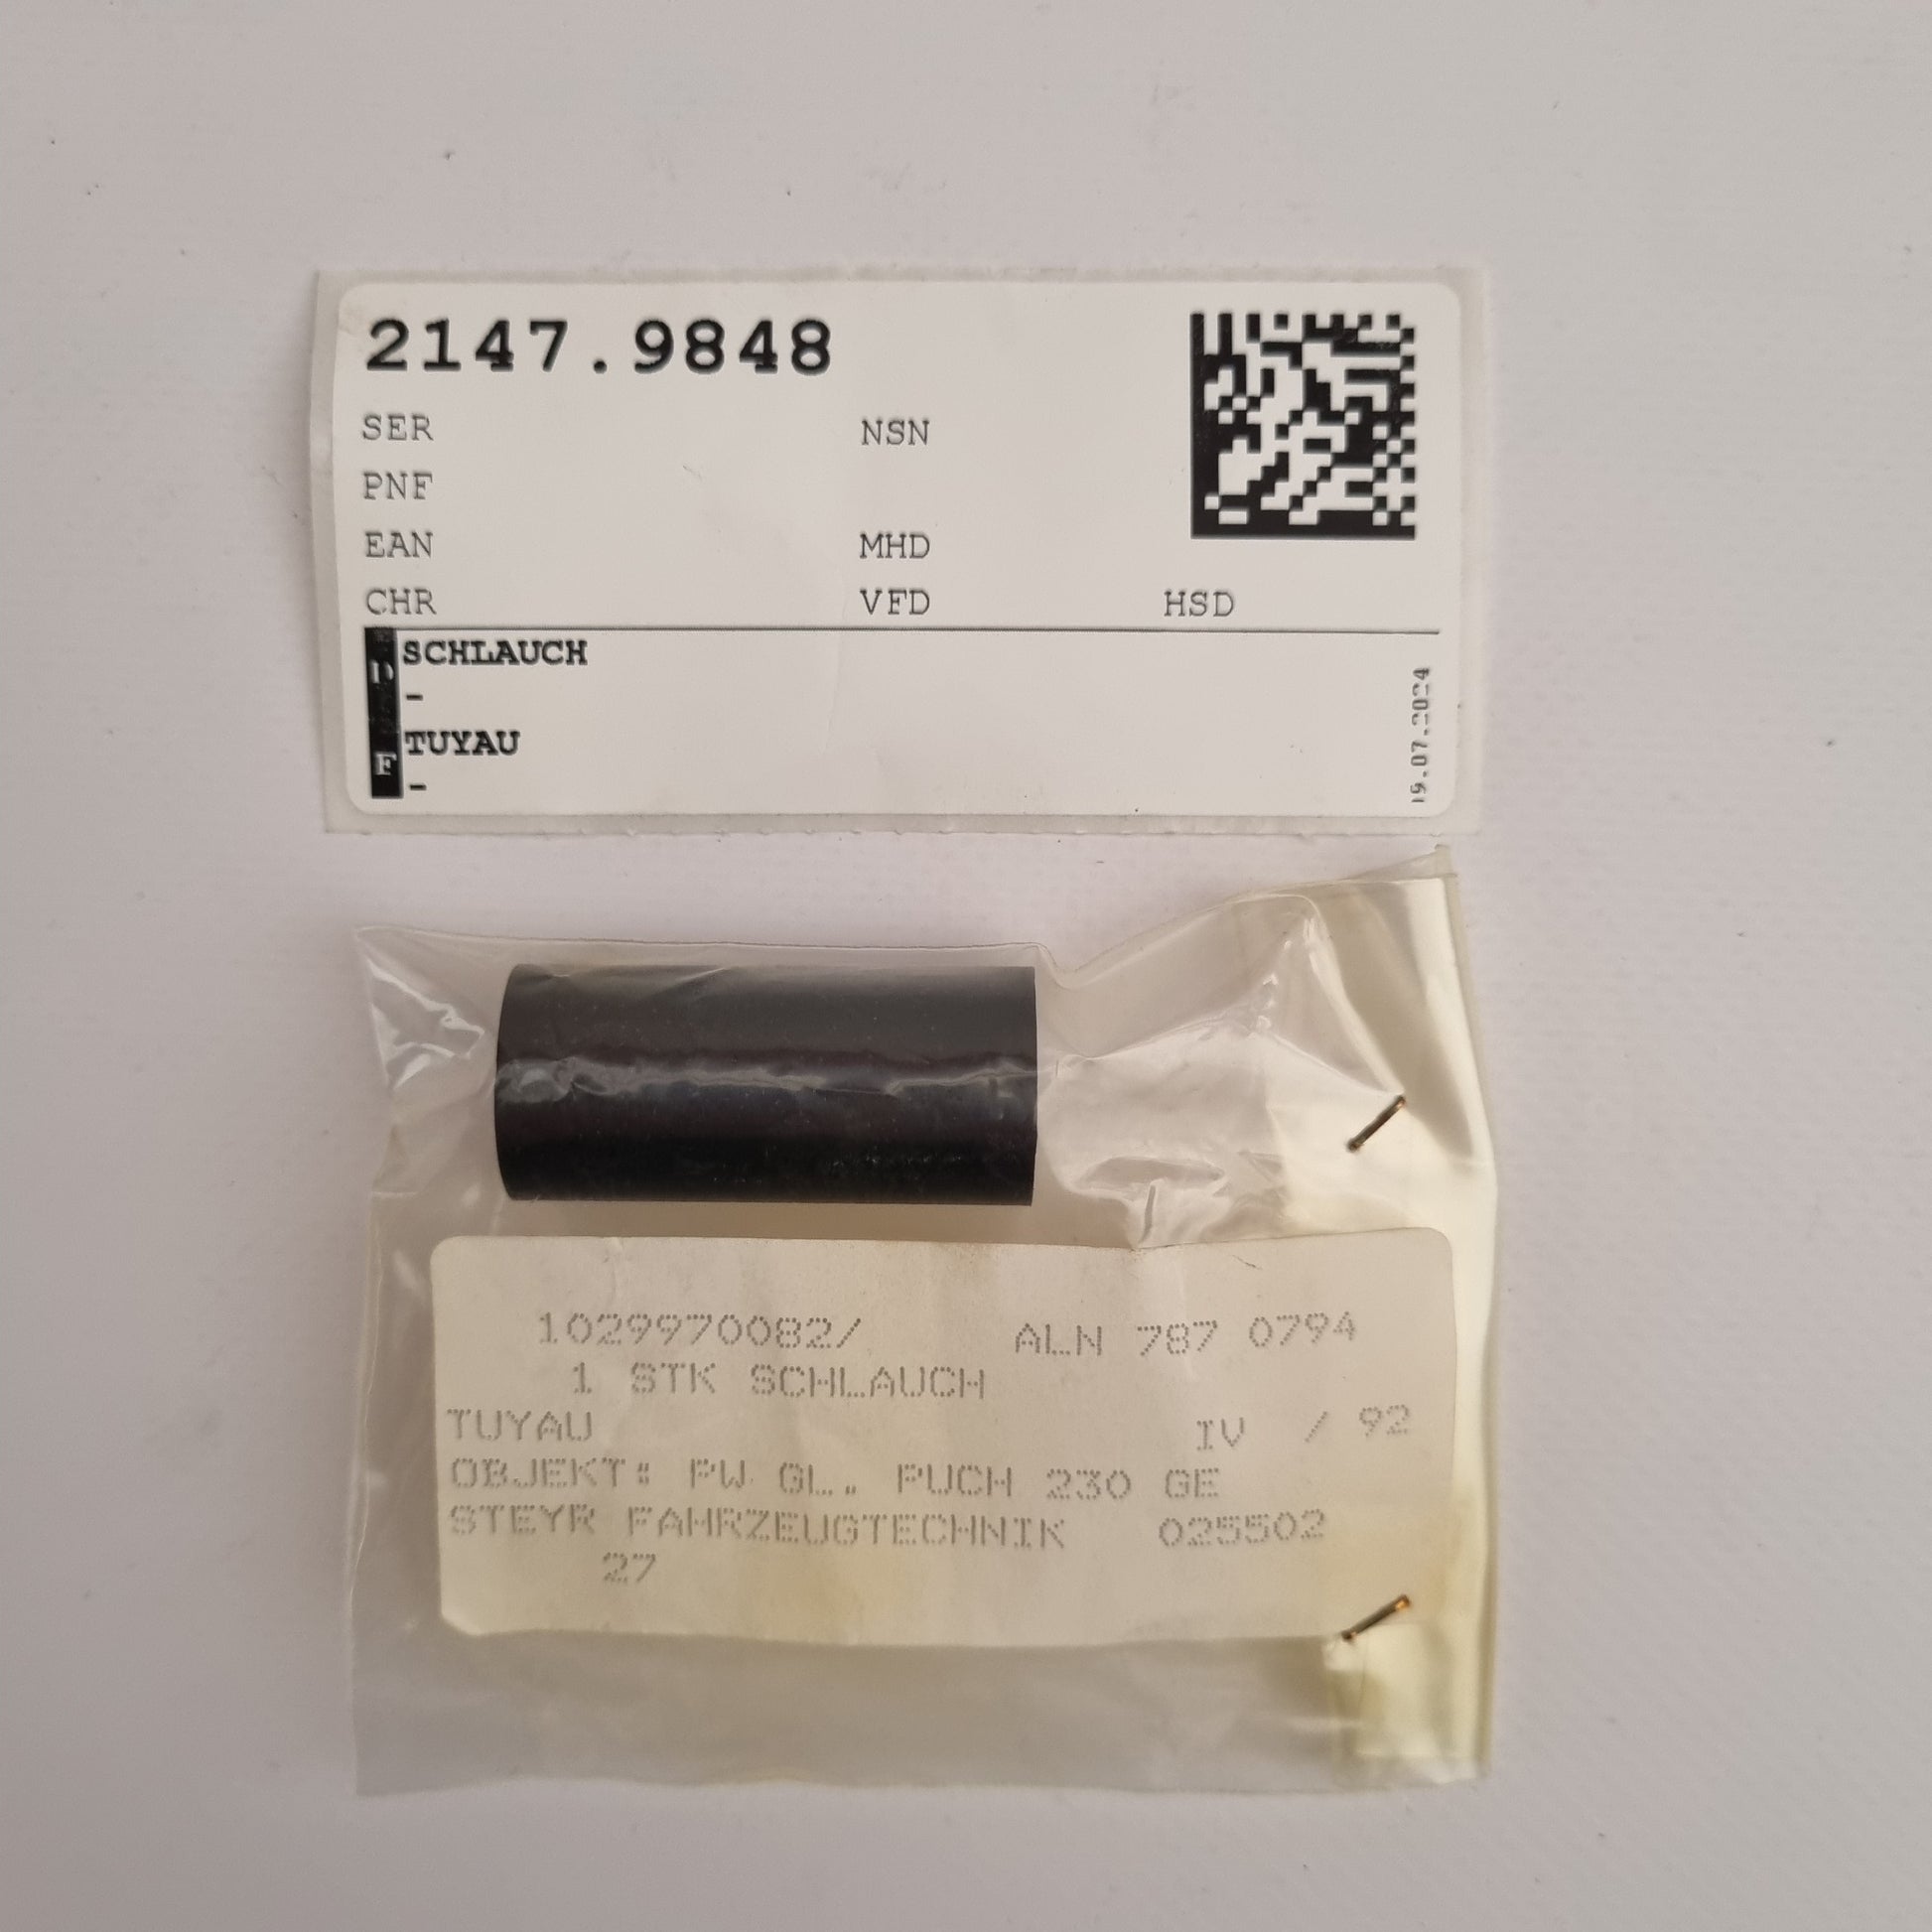 2147.9848
SER NSN
PNF
EAN MHD
CHR VFD HSD
D SCHLAUCH
-
F TUYAU
-
19.07.2024
1029970082/ ALN 787 0794
1 STK SCHLAUCH
TUYAU IV / 92
OBJEKT: PW GL. PUCH 230 GE
STEYR FAHRZEUGTECHNIK 025502
27